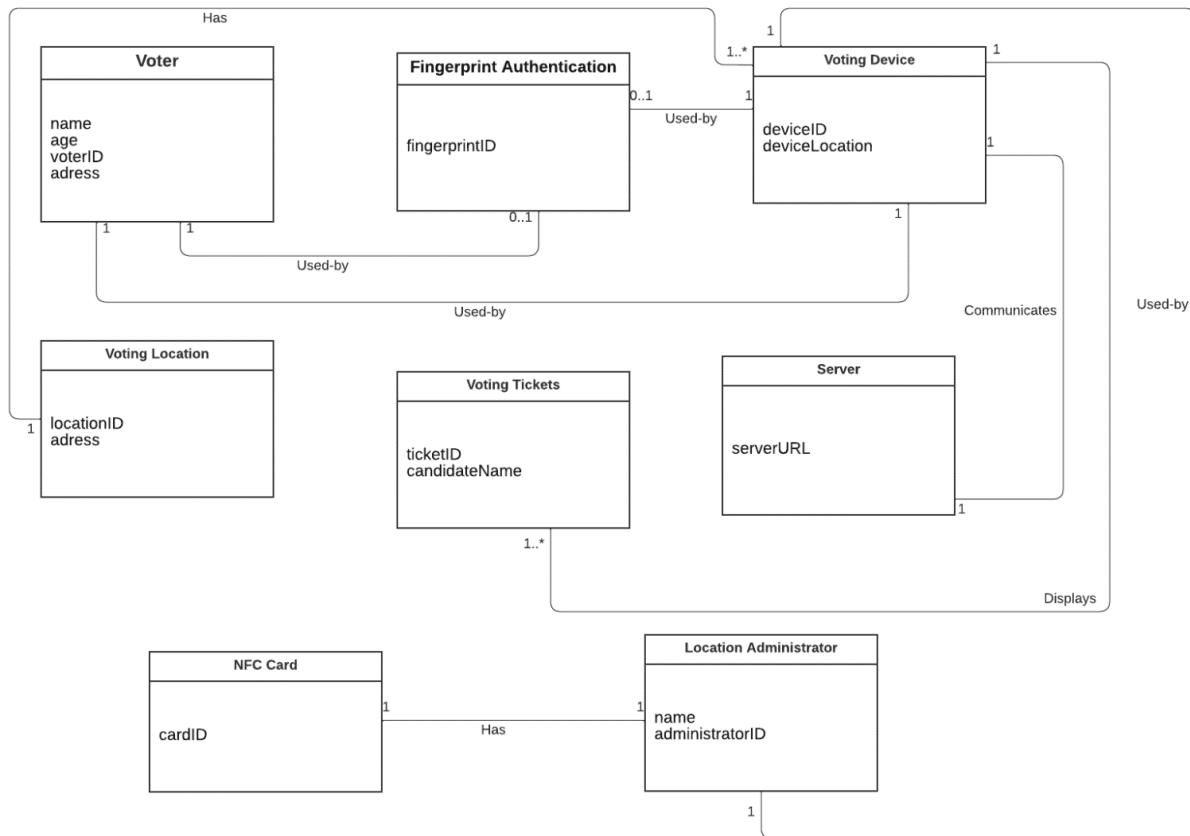 Has
1
1..*
Voter
name
age
voterID
adress
1
1
Fingerprint Authentication
fingerprintID
0..1
0..1
Used-by
1
Voting Device
deviceID
deviceLocation
1
1
1
Used-by
Used-by
Communicates
Used-by
Voting Location
locationID
adress
1
Voting Tickets
ticketID
candidateName
1..*
Server
serverURL
1
Displays
NFC Card
cardID
1
Has
1
Location Administrator
name
administratorID
1